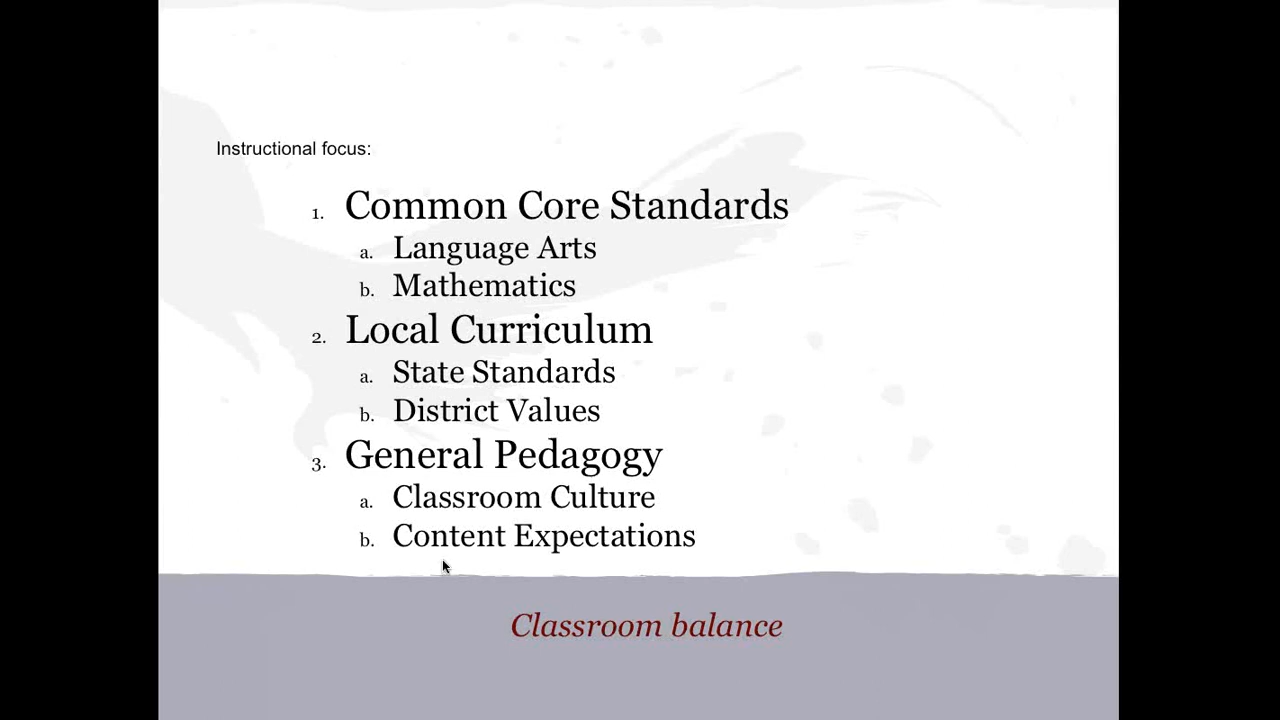 Instructional focus:
1. Common Core Standards
a. Language Arts
b. Mathematics
2. Local Curriculum
a. State Standards
b. District Values
3. General Pedagogy
a. Classroom Culture
b. Content Expectations
Classroom balance